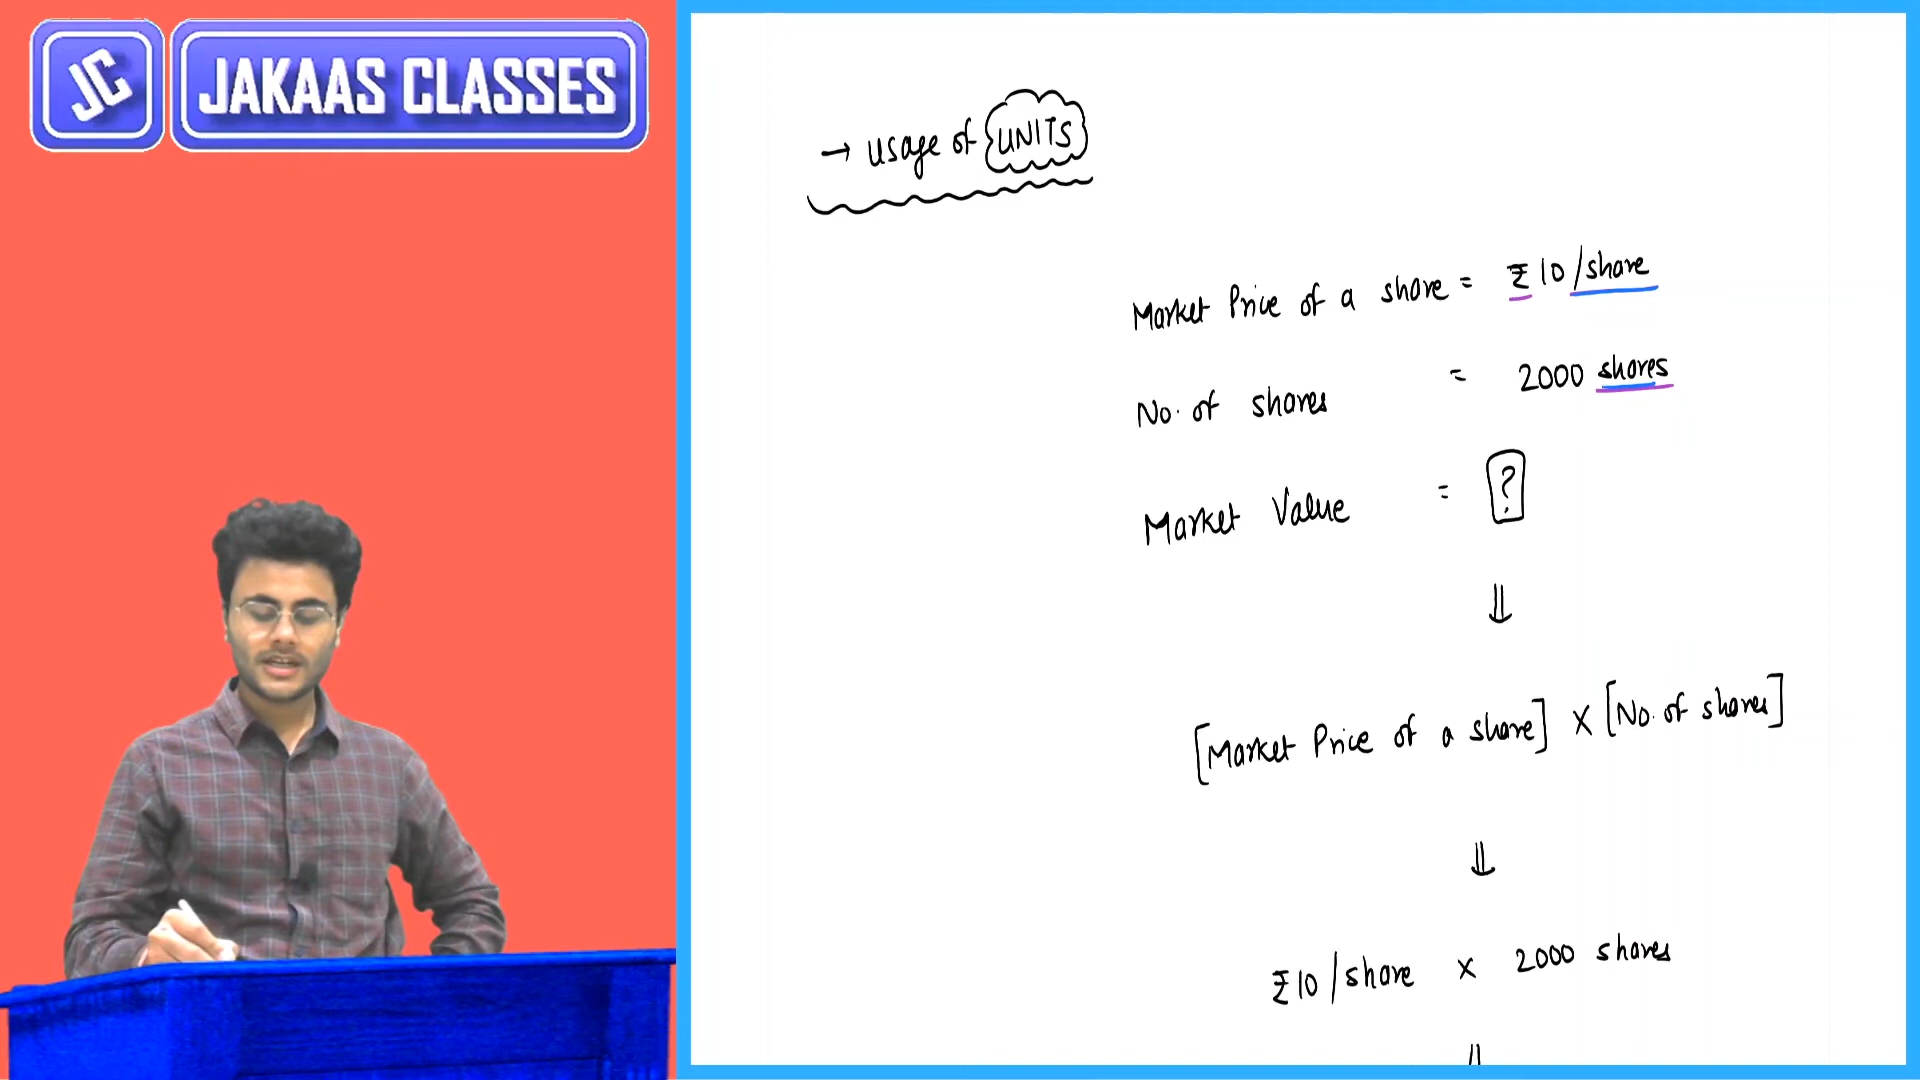 JC JAKAAS CLASSES
→ usage of UNITS
Market Price of a share = ₹10/share
No. of shares = 2000 shares
Market Value = ?
⇓
[Market Price of a share] × [No. of shares]
⇓
₹10/share × 2000 shares